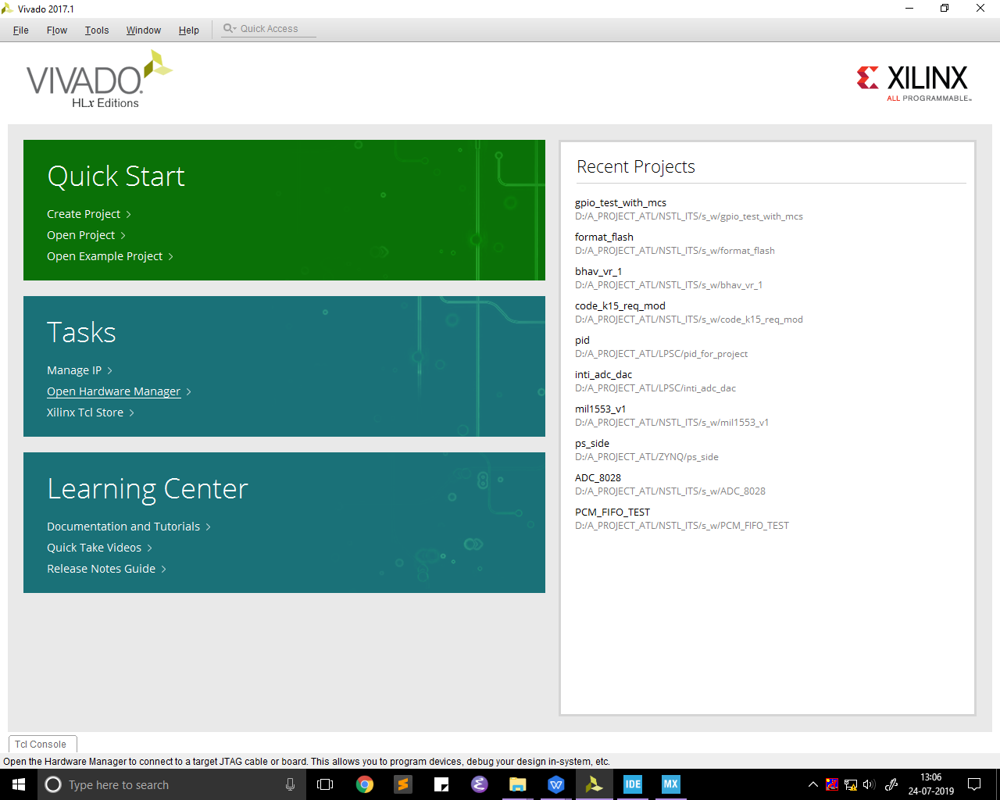 Vivado 2017.1
File Flow Tools Window Help Quick Access
VIVADO.
HLx Editions
XILINX
ALL PROGRAMMABLE™
Quick Start
Create Project >
Open Project >
Open Example Project >
Tasks
Manage IP >
Open Hardware Manager >
Xilinx Tcl Store >
Learning Center
Documentation and Tutorials >
Quick Take Videos >
Release Notes Guide >
Recent Projects
gpio_test_with_mcs
D:/A_PROJECT_ATL/NSTL_ITS/s_w/gpio_test_with_mcs
format_flash
D:/A_PROJECT_ATL/NSTL_ITS/s_w/format_flash
bhav_vr_1
D:/A_PROJECT_ATL/NSTL_ITS/s_w/bhav_vr_1
code_k15_req_mod
D:/A_PROJECT_ATL/NSTL_ITS/s_w/code_k15_req_mod
pid
D:/A_PROJECT_ATL/LPSC/pid_for_project
inti_adc_dac
D:/A_PROJECT_ATL/LPSC/inti_adc_dac
mil1553_v1
D:/A_PROJECT_ATL/NSTL_ITS/s_w/mil1553_v1
ps_side
D:/A_PROJECT_ATL/ZYNQ/ps_side
ADC_8028
D:/A_PROJECT_ATL/NSTL_ITS/s_w/ADC_8028
PCM_FIFO_TEST
D:/A_PROJECT_ATL/NSTL_ITS/s_w/PCM_FIFO_TEST
Tcl Console
Open the Hardware Manager to connect to a target JTAG cable or board. This allows you to program devices, debug your design in-system, etc.
Type here to search
IDE
MX
13:06
24-07-2019